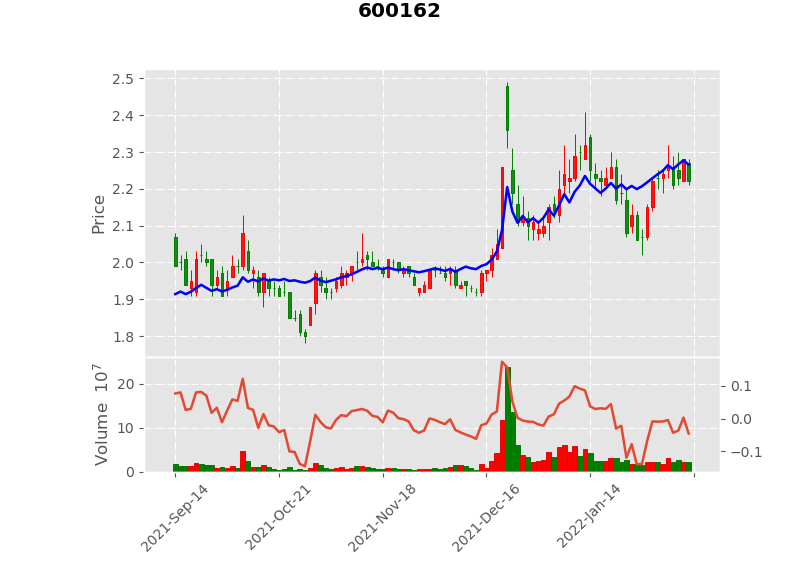 600162
2.5
2.4
2.3
2.2
2.1
2.0
1.9
1.8
Price
20
10
0
Volume 10^7
0.1
0.0
−0.1
2021-Sep-14
2021-Oct-21
2021-Nov-18
2021-Dec-16
2022-Jan-14